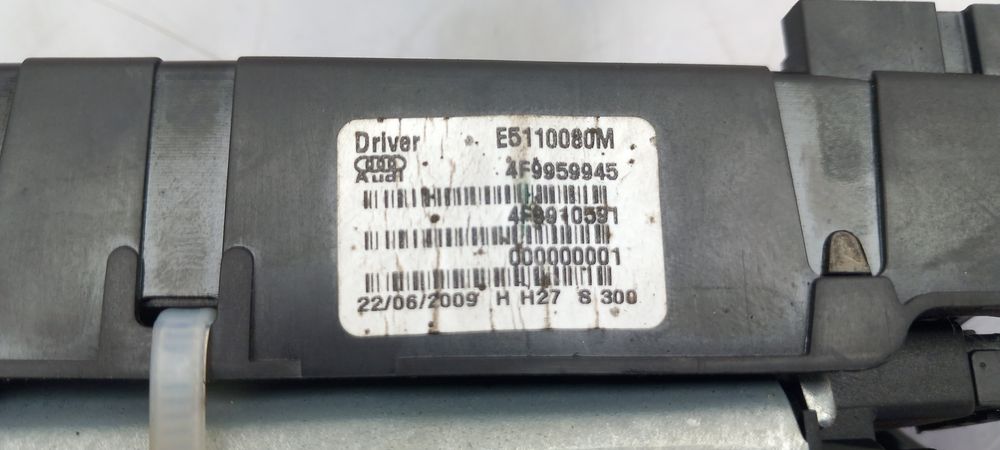 Driver E5110080M
Audi 4F9959945
4F9910591
000000001
22/06/2009 H H27 S 300